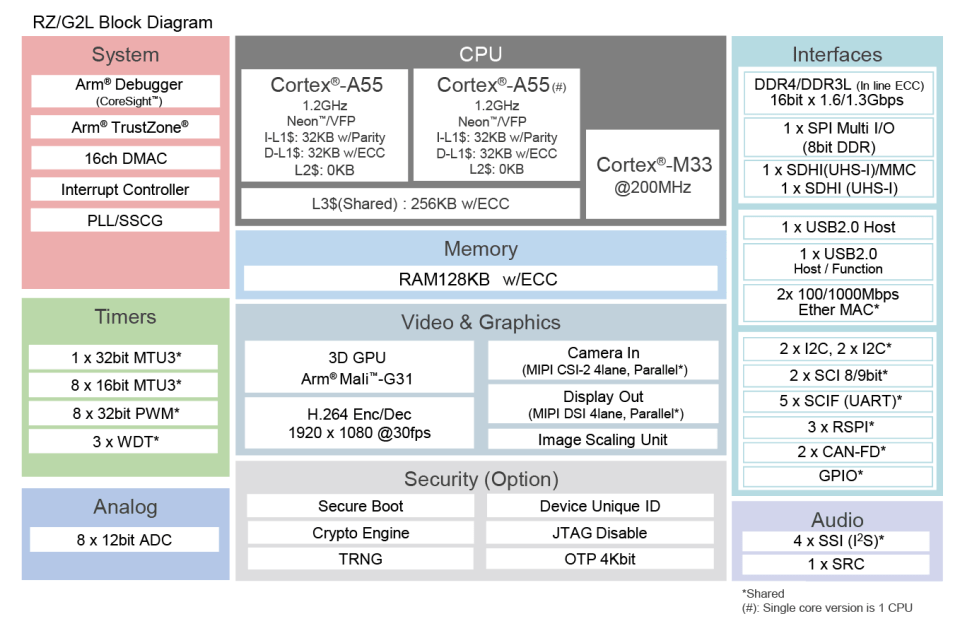 RZ/G2L Block Diagram
System
Arm® Debugger
(CoreSight™)
Arm® TrustZone®
16ch DMAC
Interrupt Controller
PLL/SSCG
Timers
1 x 32bit MTU3*
8 x 16bit MTU3*
8 x 32bit PWM*
3 x WDT*
Analog
8 x 12bit ADC
CPU
Cortex®-A55
1.2GHz
Neon™/VFP
I-L1$: 32KB w/Parity
D-L1$: 32KB w/ECC
L2$: 0KB
Cortex®-A55 (#)
1.2GHz
Neon™/VFP
I-L1$: 32KB w/Parity
D-L1$: 32KB w/ECC
L2$: 0KB
L3$(Shared) : 256KB w/ECC
Cortex®-M33
@200MHz
Memory
RAM128KB w/ECC
Video & Graphics
3D GPU
Arm® Mali™-G31
H.264 Enc/Dec
1920 x 1080 @30fps
Camera In
(MIPI CSI-2 4lane, Parallel*)
Display Out
(MIPI DSI 4lane, Parallel*)
Image Scaling Unit
Security (Option)
Secure Boot
Crypto Engine
TRNG
Device Unique ID
JTAG Disable
OTP 4Kbit
Interfaces
DDR4/DDR3L (In line ECC)
16bit x 1.6/1.3Gbps
1 x SPI Multi I/O
(8bit DDR)
1 x SDHI(UHS-I)/MMC
1 x SDHI (UHS-I)
1 x USB2.0 Host
1 x USB2.0
Host / Function
2x 100/1000Mbps
Ether MAC*
2 x I2C, 2 x I2C*
2 x SCI 8/9bit*
5 x SCIF (UART)*
3 x RSPI*
2 x CAN-FD*
GPIO*
Audio
4 x SSI (I²S)*
1 x SRC
*Shared
(#): Single core version is 1 CPU